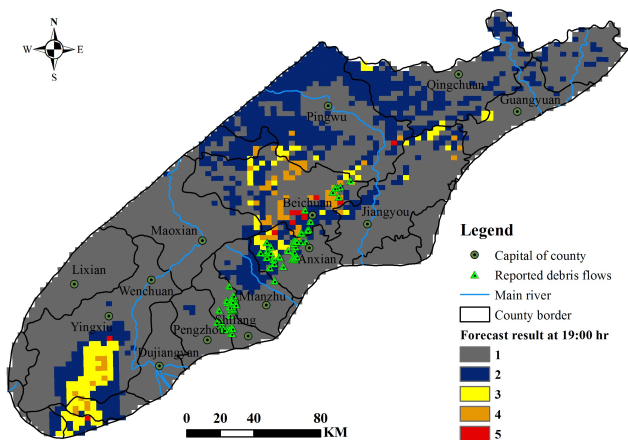 N
W E
S
Qingchuan
Guangyuan
Pingwu
Beichuan
Jiangyou
Maoxian
Anxian
Lixian
Wenchuan
Mianzhu
Yingxiu
Shifang
Pengzhou
Dujiangyan
Legend
Capital of county
Reported debris flows
Main river
County border
Forecast result at 19:00 hr
1
2
3
4
5
0 20 40 80
KM